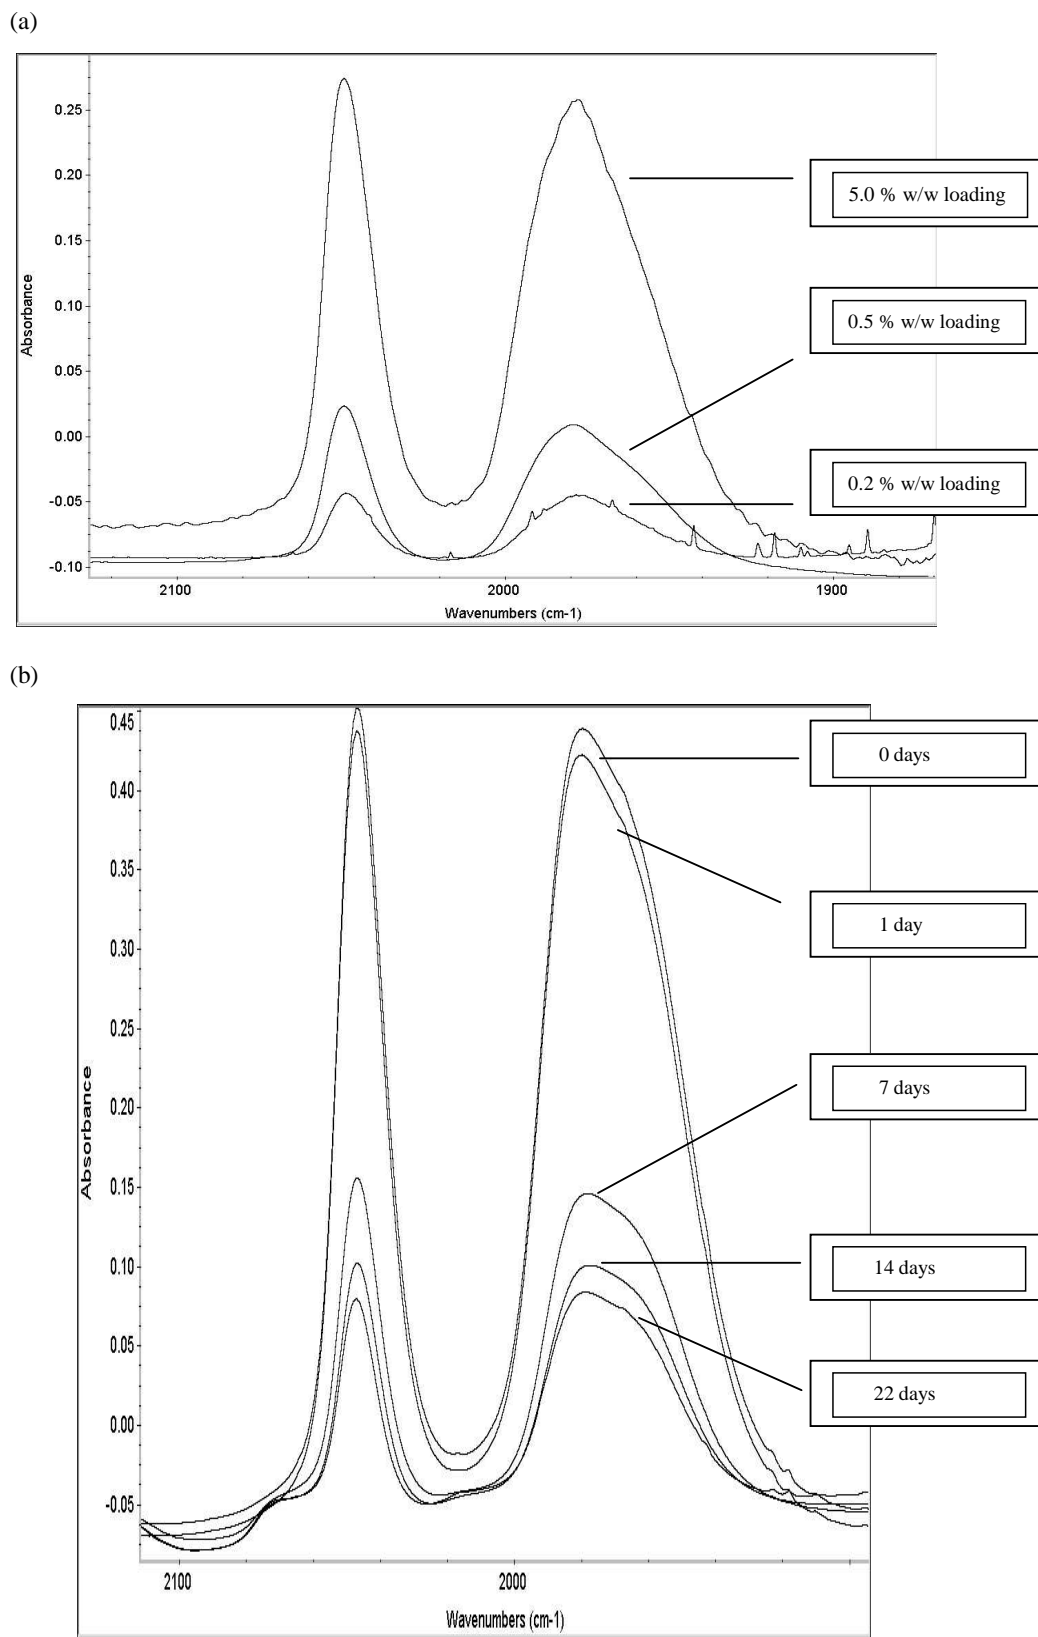 (a)
0.25
0.20
0.15
0.10
0.05
0.00
-0.05
-0.10
Absorbance
2100
2000
1900
Wavenumbers (cm-1)
5.0 % w/w loading
0.5 % w/w loading
0.2 % w/w loading
(b)
0.45
0.40
0.35
0.30
0.25
0.20
0.15
0.10
0.05
0.00
-0.05
Absorbance
2100
2000
Wavenumbers (cm-1)
0 days
1 day
7 days
14 days
22 days